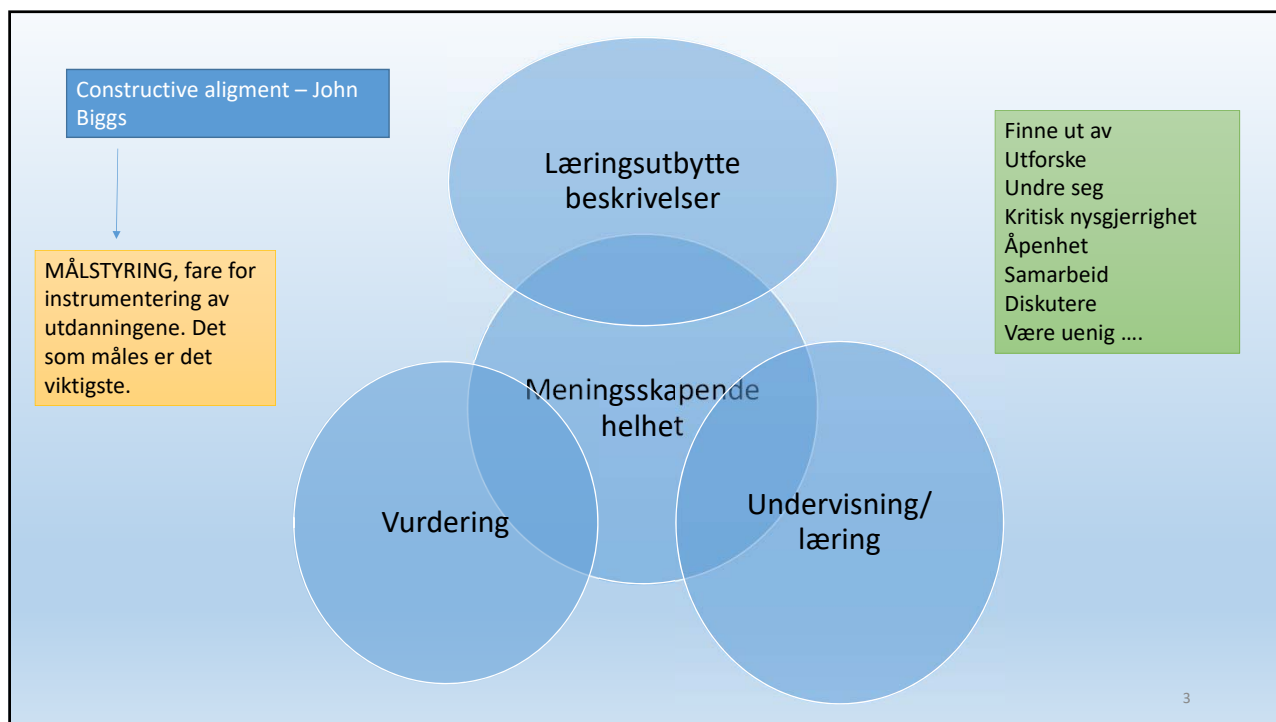 Constructive aligment – John
Biggs
MÅLSTYRING, fare for
instrumentering av
utdanningene. Det
som måles er det
viktigste.
Læringsutbytte
beskrivelser
Meningsskapende
helhet
Vurdering
Undervisning/
læring
Finne ut av
Utforske
Undre seg
Kritisk nysgjerrighet
Åpenhet
Samarbeid
Diskutere
Være uenig ....
3